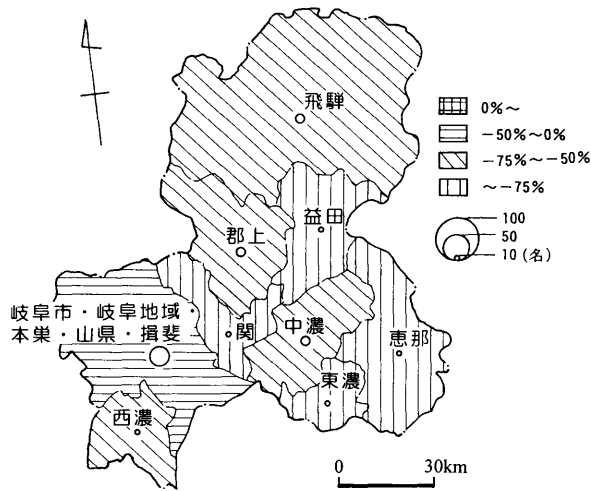 飛騨
益田
郡上
岐阜市・岐阜地域・
本巣・山県・揖斐
関
中濃
恵那
東濃
西濃
0%～
−50%～0%
−75%～−50%
～−75%
100
50
10(名)
0 30km